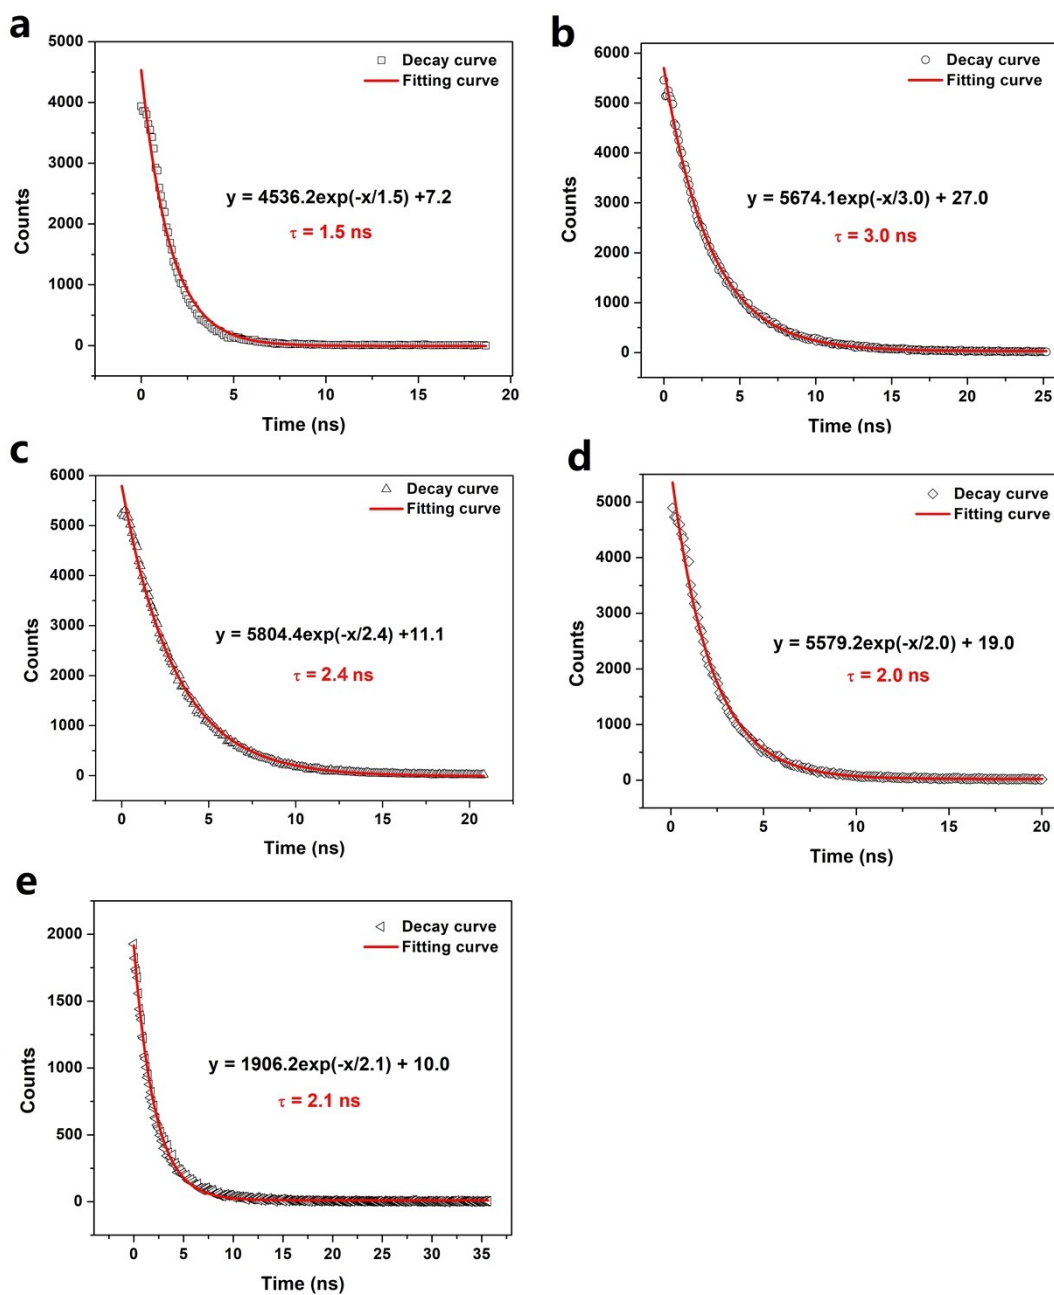 a
5000
4000
3000
2000
1000
0
Counts
Decay curve
Fitting curve
y = 4536.2exp(-x/1.5) +7.2
τ = 1.5 ns
0 5 10 15 20
Time (ns)
b
6000
5000
4000
3000
2000
1000
0
Counts
Decay curve
Fitting curve
y = 5674.1exp(-x/3.0) + 27.0
τ = 3.0 ns
0 5 10 15 20 25
Time (ns)
c
6000
5000
4000
3000
2000
1000
0
Counts
Decay curve
Fitting curve
y = 5804.4exp(-x/2.4) +11.1
τ = 2.4 ns
0 5 10 15 20
Time (ns)
d
5000
4000
3000
2000
1000
0
Counts
Decay curve
Fitting curve
y = 5579.2exp(-x/2.0) + 19.0
τ = 2.0 ns
0 5 10 15 20
Time (ns)
e
2000
1500
1000
500
0
Counts
Decay curve
Fitting curve
y = 1906.2exp(-x/2.1) + 10.0
τ = 2.1 ns
0 5 10 15 20 25 30 35
Time (ns)